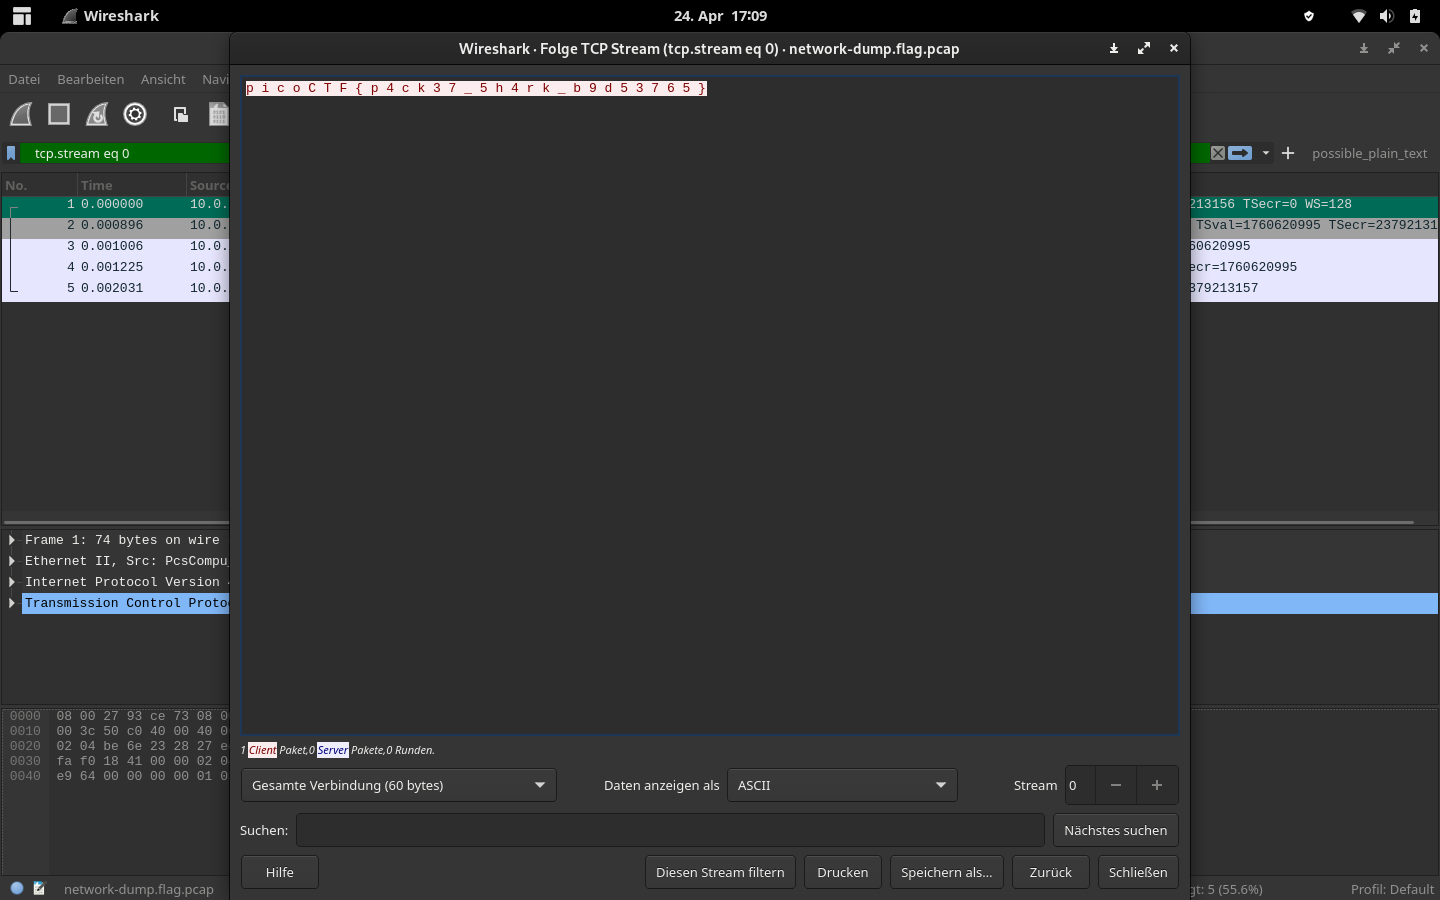 Wireshark
24. Apr 17:09
Wireshark · Folge TCP Stream (tcp.stream eq 0) · network-dump.flag.pcap
Datei Bearbeiten Ansicht Navi
tcp.stream eq 0
possible_plain_text
p i c o C T F { p 4 c k 3 7 _ 5 h 4 r k _ b 9 d 5 3 7 6 5 }
No. Time Source
1 0.000000 10.0. 213156 TSecr=0 WS=128
2 0.000896 10.0. TSval=1760620995 TSecr=23792131
3 0.001006 10.0. 60620995
4 0.001225 10.0. ecr=1760620995
5 0.002031 10.0. 379213157
Frame 1: 74 bytes on wire
Ethernet II, Src: PcsCompu
Internet Protocol Version
Transmission Control Proto
0000 08 00 27 93 ce 73 08 0
0010 00 3c 50 c0 40 00 40 0
0020 02 04 be 6e 23 28 27 e
0030 fa f0 18 41 00 00 02 0
0040 e9 64 00 00 00 00 01 0
1 Client Paket,0 Server Pakete,0 Runden.
Gesamte Verbindung (60 bytes) Daten anzeigen als ASCII Stream 0
Suchen: Nächstes suchen
Hilfe Diesen Stream filtern Drucken Speichern als... Zurück Schließen
network-dump.flag.pcap gt: 5 (55.6%) Profil: Default